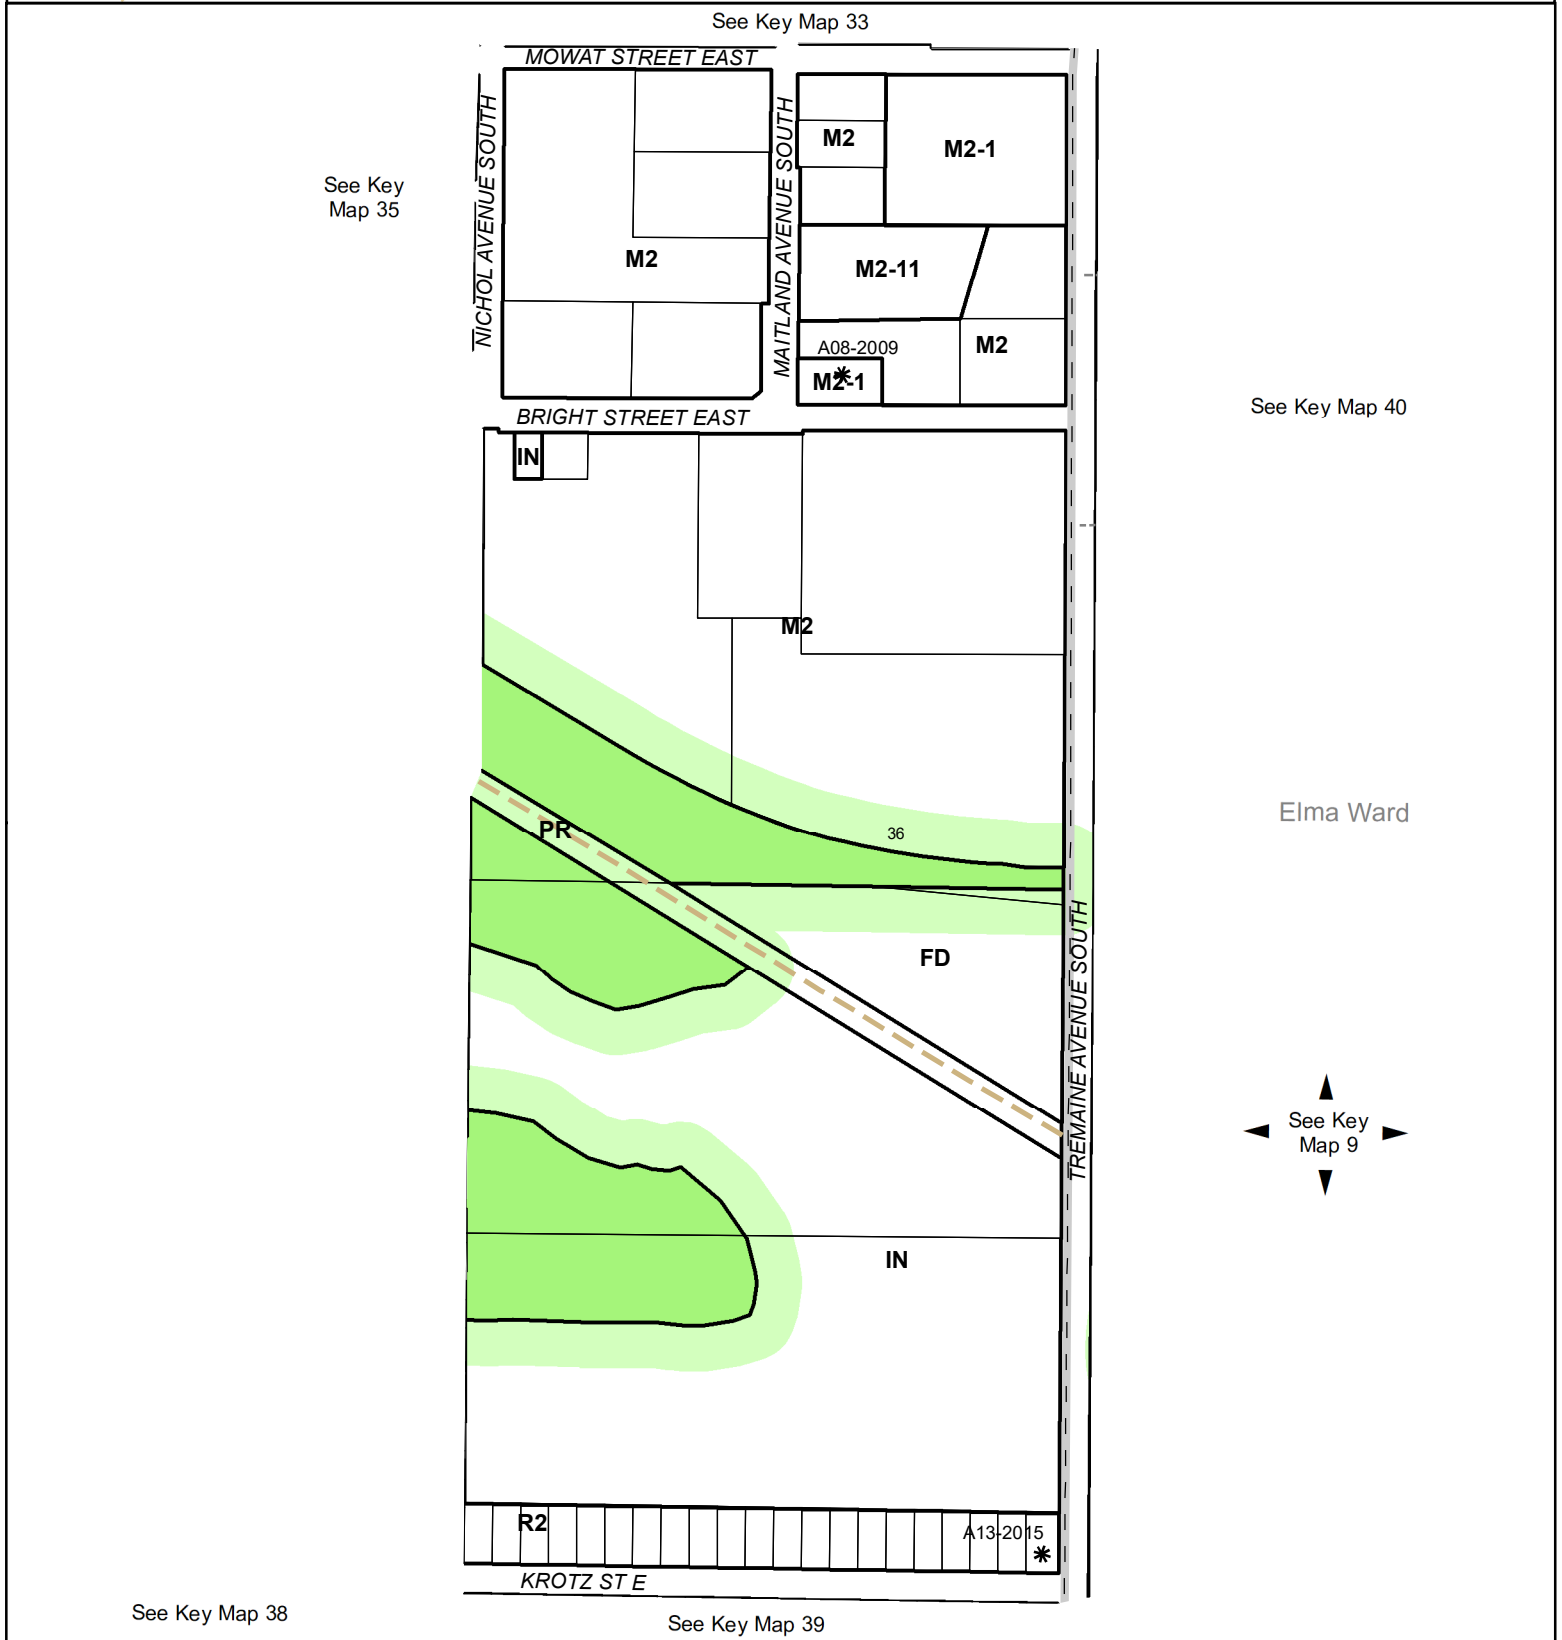 See Key Map 33
MOWAT STREET EAST
NICHOL AVENUE SOUTH
MAITLAND AVENUE SOUTH
M2
M2-1
See Key
Map 35
M2
M2-11
A08-2009
M2
M2-1
See Key Map 40
BRIGHT STREET EAST
IN
M2
Elma Ward
PR
36
FD
TREMAINE AVENUE SOUTH
See Key
Map 9
IN
R2
A13-2015
KROTZ ST E
See Key Map 38
See Key Map 39